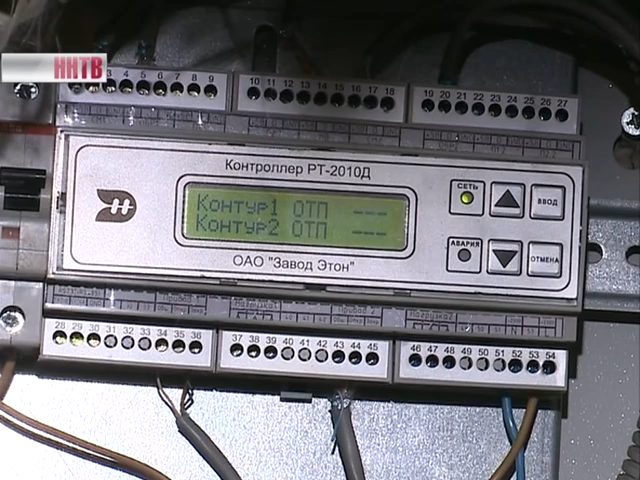 ННТВ
3 4 5 6 7 8 9
10 11 12 13 14 15 16 17 18
19 20 21 22 23 24 25 26 27
Контроллер РТ-2010Д
СЕТЬ
ВВОД
Контур1 ОТП ---
Контур2 ОТП ---
АВАРИЯ
ОТМЕНА
ОАО "Завод Этон"
Привод 2
Нагрузка2
28 29 30 31 32 33 34 35 36
37 38 39 40 41 42 43 44 45
46 47 48 49 50 51 52 53 54